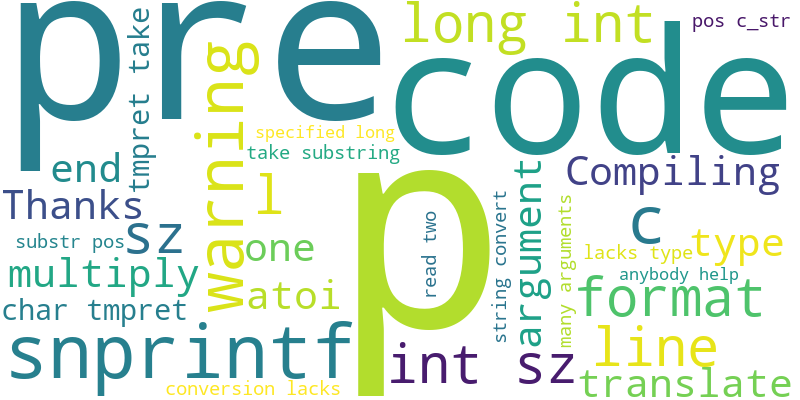 pre
code
p
long int
pos c_str
tmpret take
warning
specified long
take substring
end
Thanks
l
Compiling
c
substr pos
sz
one
read two
string convert
argument
many arguments
lacks type
type
multiply
atoi
anybody help
char tmpret
format
snprintf
int sz
line
conversion lacks
translate